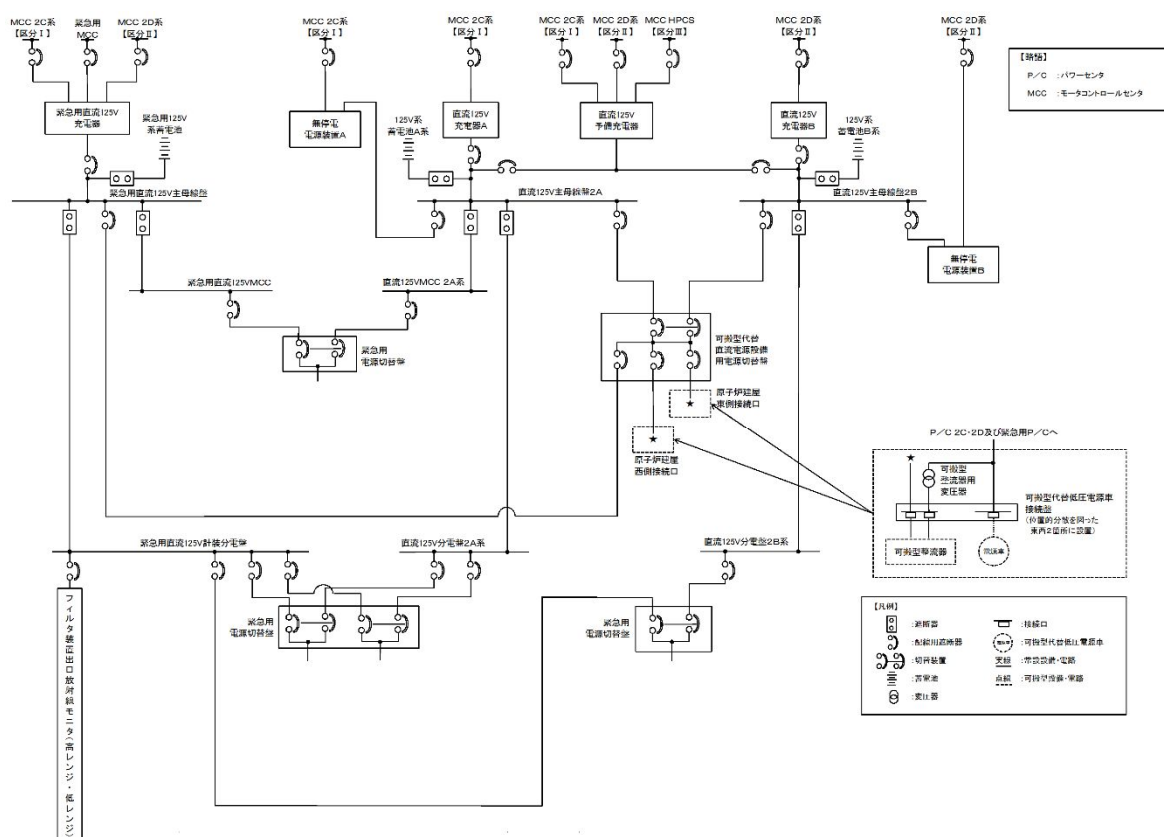 MCC 2C系
【区分Ⅰ】
緊急用
MCC
MCC 2D系
【区分Ⅱ】
MCC 2C系
【区分Ⅰ】
MCC 2C系
【区分Ⅰ】
MCC 2C系
【区分Ⅰ】
MCC 2D系
【区分Ⅱ】
MCC HPCS
【区分Ⅲ】
MCC 2D系
【区分Ⅱ】
MCC 2D系
【区分Ⅱ】
【略語】
P/C :パワーセンタ
MCC :モータコントロールセンタ
緊急用直流125V
充電器
緊急用125V
系蓄電池
無停電
電源装置A
125V系
蓄電池A系
直流125V
充電器A
直流125V
予備充電器
直流125V
充電器B
125V系
蓄電池B系
緊急用直流125V主母線盤
直流125V主母線盤2A
直流125V主母線盤2B
無停電
電源装置B
緊急用直流125VMCC
直流125VMCC 2A系
緊急用
電源切替盤
可搬型代替
直流電源設備
用電源切替盤
原子炉建屋
東側接続口
原子炉建屋
西側接続口
P/C 2C・2D及び緊急用P/Cへ
可搬型
整流器用
変圧器
可搬型代替低圧電源車
接続盤
(位置的分散を図った
東西2箇所に設置)
可搬型整流器
電源車
緊急用直流125V計装分電盤
直流125V分電盤2A系
直流125V分電盤2B系
緊急用
電源切替盤
緊急用
電源切替盤
フィルタ装置出口放射線モニタ(高レンジ・低レンジ)
【凡例】
:遮断器
:配線用遮断器
:切替装置
:蓄電池
:変圧器
:接続口
電源車 :可搬型代替低圧電源車
実線 :常設設備・電路
点線 :可搬型設備・電路